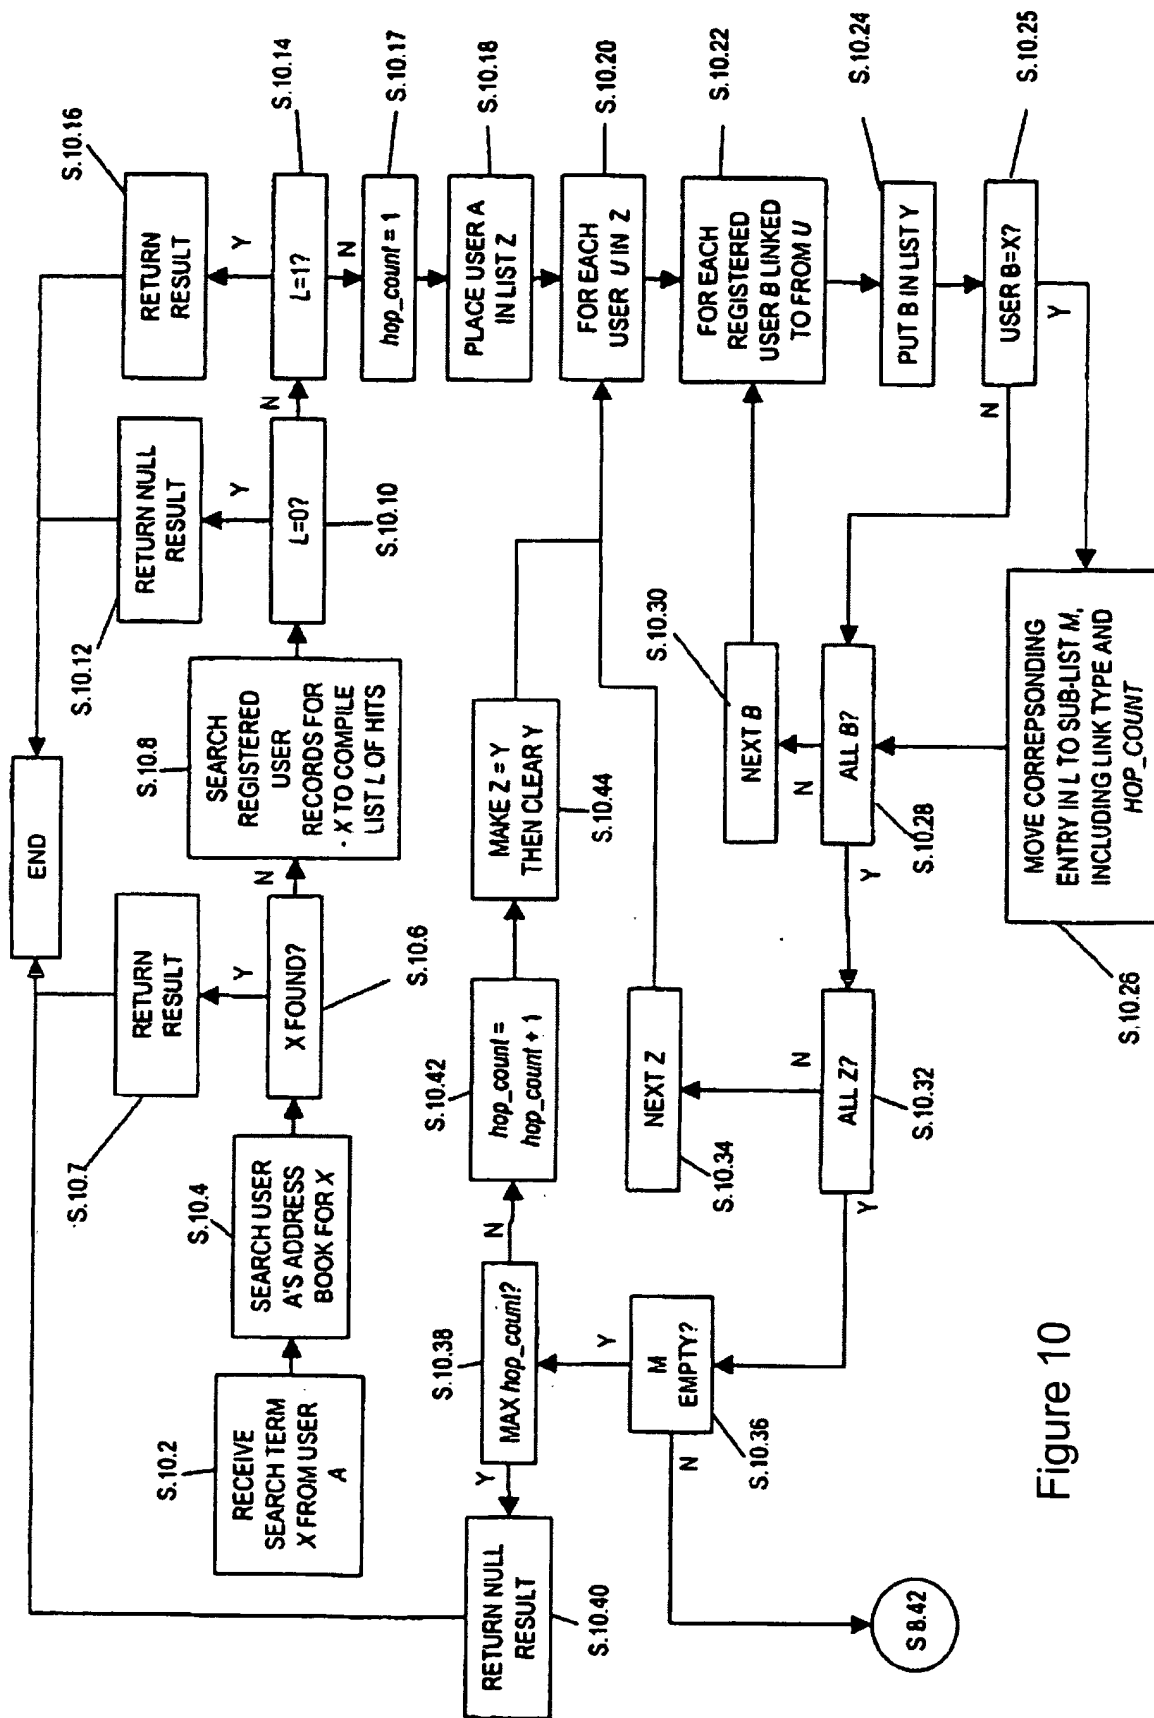 END
S.10.7
RETURN
RESULT
S.10.12
RETURN NULL
RESULT
S.10.16
RETURN
RESULT
S.10.2
RECEIVE
SEARCH TERM
X FROM USER
A
S.10.4
SEARCH USER
A'S ADDRESS
BOOK FOR X
Y
X FOUND?
S.10.6
N
S.10.8
SEARCH
REGISTERED
USER
RECORDS FOR
X TO COMPILE
LIST L OF HITS
Y
L=0?
S.10.10
N
Y
L=1?
S.10.14
N
hop_count = 1
S.10.17
PLACE USER A
IN LIST Z
S.10.18
FOR EACH
USER U IN Z
S.10.20
FOR EACH
REGISTERED
USER B LINKED
TO FROM U
S.10.22
PUT B IN LIST Y
S.10.24
USER B=X?
S.10.25
N
Y
MOVE CORREPSONDING
ENTRY IN L TO SUB-LIST M,
INCLUDING LINK TYPE AND
HOP_COUNT
S.10.26
ALL B?
S.10.28
N
Y
NEXT B
S.10.30
ALL Z?
S.10.32
N
Y
NEXT Z
S.10.34
M
EMPTY?
S.10.36
Y
N
MAX hop_count?
S.10.38
Y
N
RETURN NULL
RESULT
S.10.40
S.10.42
hop_count =
hop_count + 1
MAKE Z = Y
THEN CLEAR Y
S.10.44
S 8.42
Figure 10